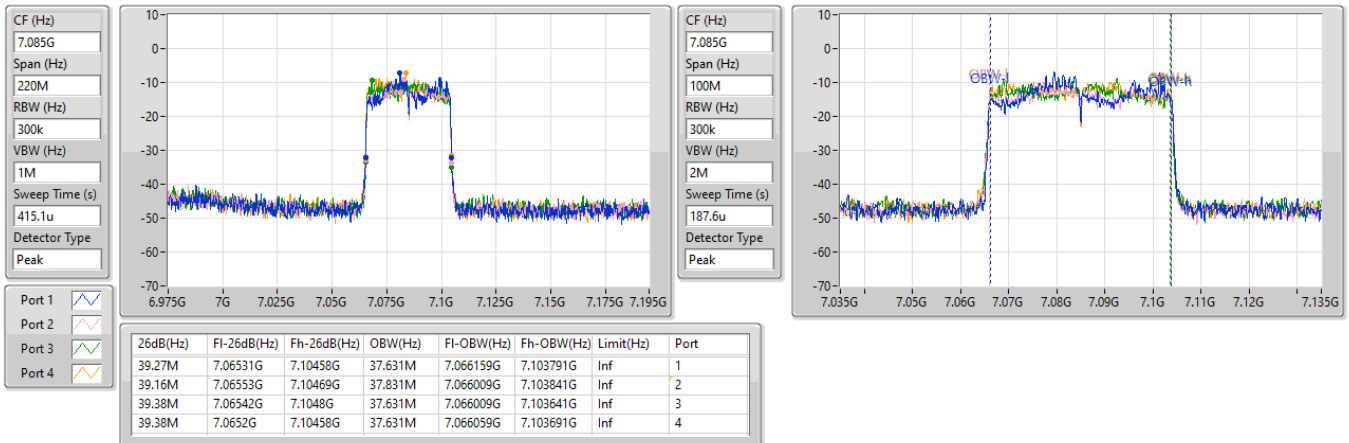 CF (Hz)
7.085G
Span (Hz)
220M
RBW (Hz)
300k
VBW (Hz)
1M
Sweep Time (s)
415.1u
Detector Type
Peak
10
0
-10
-20
-30
-40
-50
-60
-70
6.975G 7G 7.025G 7.05G 7.075G 7.1G 7.125G 7.15G 7.175G 7.195G
CF (Hz)
7.085G
Span (Hz)
100M
RBW (Hz)
300k
VBW (Hz)
2M
Sweep Time (s)
187.6u
Detector Type
Peak
10
0
-10
-20
-30
-40
-50
-60
-70
OBW-l OBW-h
7.035G 7.05G 7.06G 7.07G 7.08G 7.09G 7.1G 7.11G 7.12G 7.135G
Port 1
Port 2
Port 3
Port 4
26dB(Hz) Fl-26dB(Hz) Fh-26dB(Hz) OBW(Hz) Fl-OBW(Hz) Fh-OBW(Hz) Limit(Hz) Port
39.27M 7.06531G 7.10458G 37.631M 7.066159G 7.103791G Inf 1
39.16M 7.06553G 7.10469G 37.831M 7.066009G 7.103841G Inf 2
39.38M 7.06542G 7.1048G 37.631M 7.066009G 7.103641G Inf 3
39.38M 7.0652G 7.10458G 37.631M 7.066059G 7.103691G Inf 4